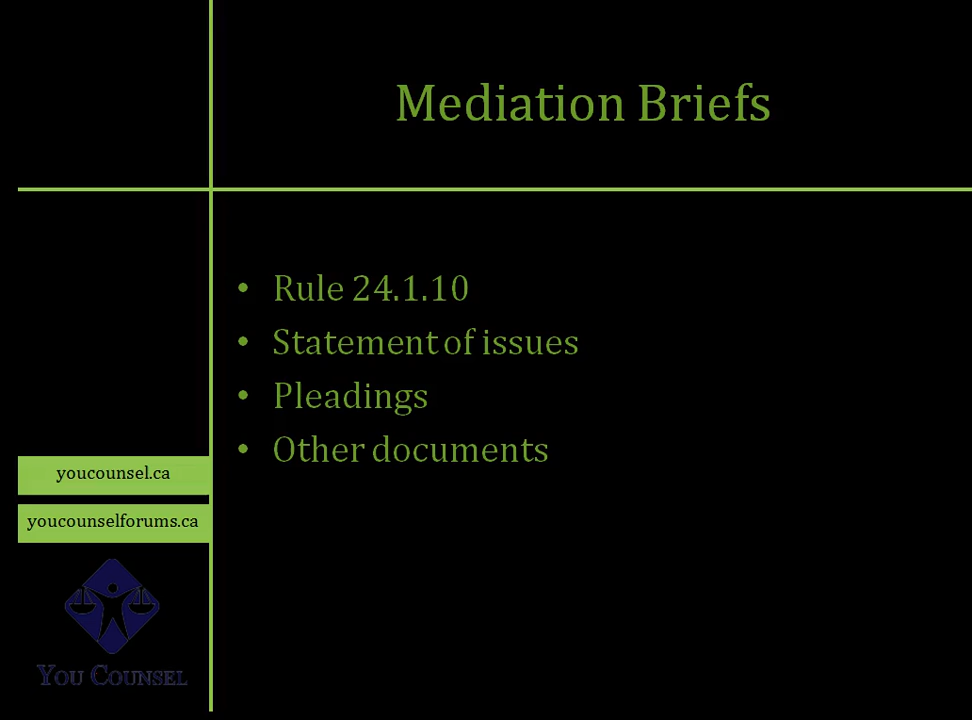 Mediation Briefs
• Rule 24.1.10
• Statement of issues
• Pleadings
• Other documents
youcounsel.ca
youcounselforums.ca
YOU COUNSEL